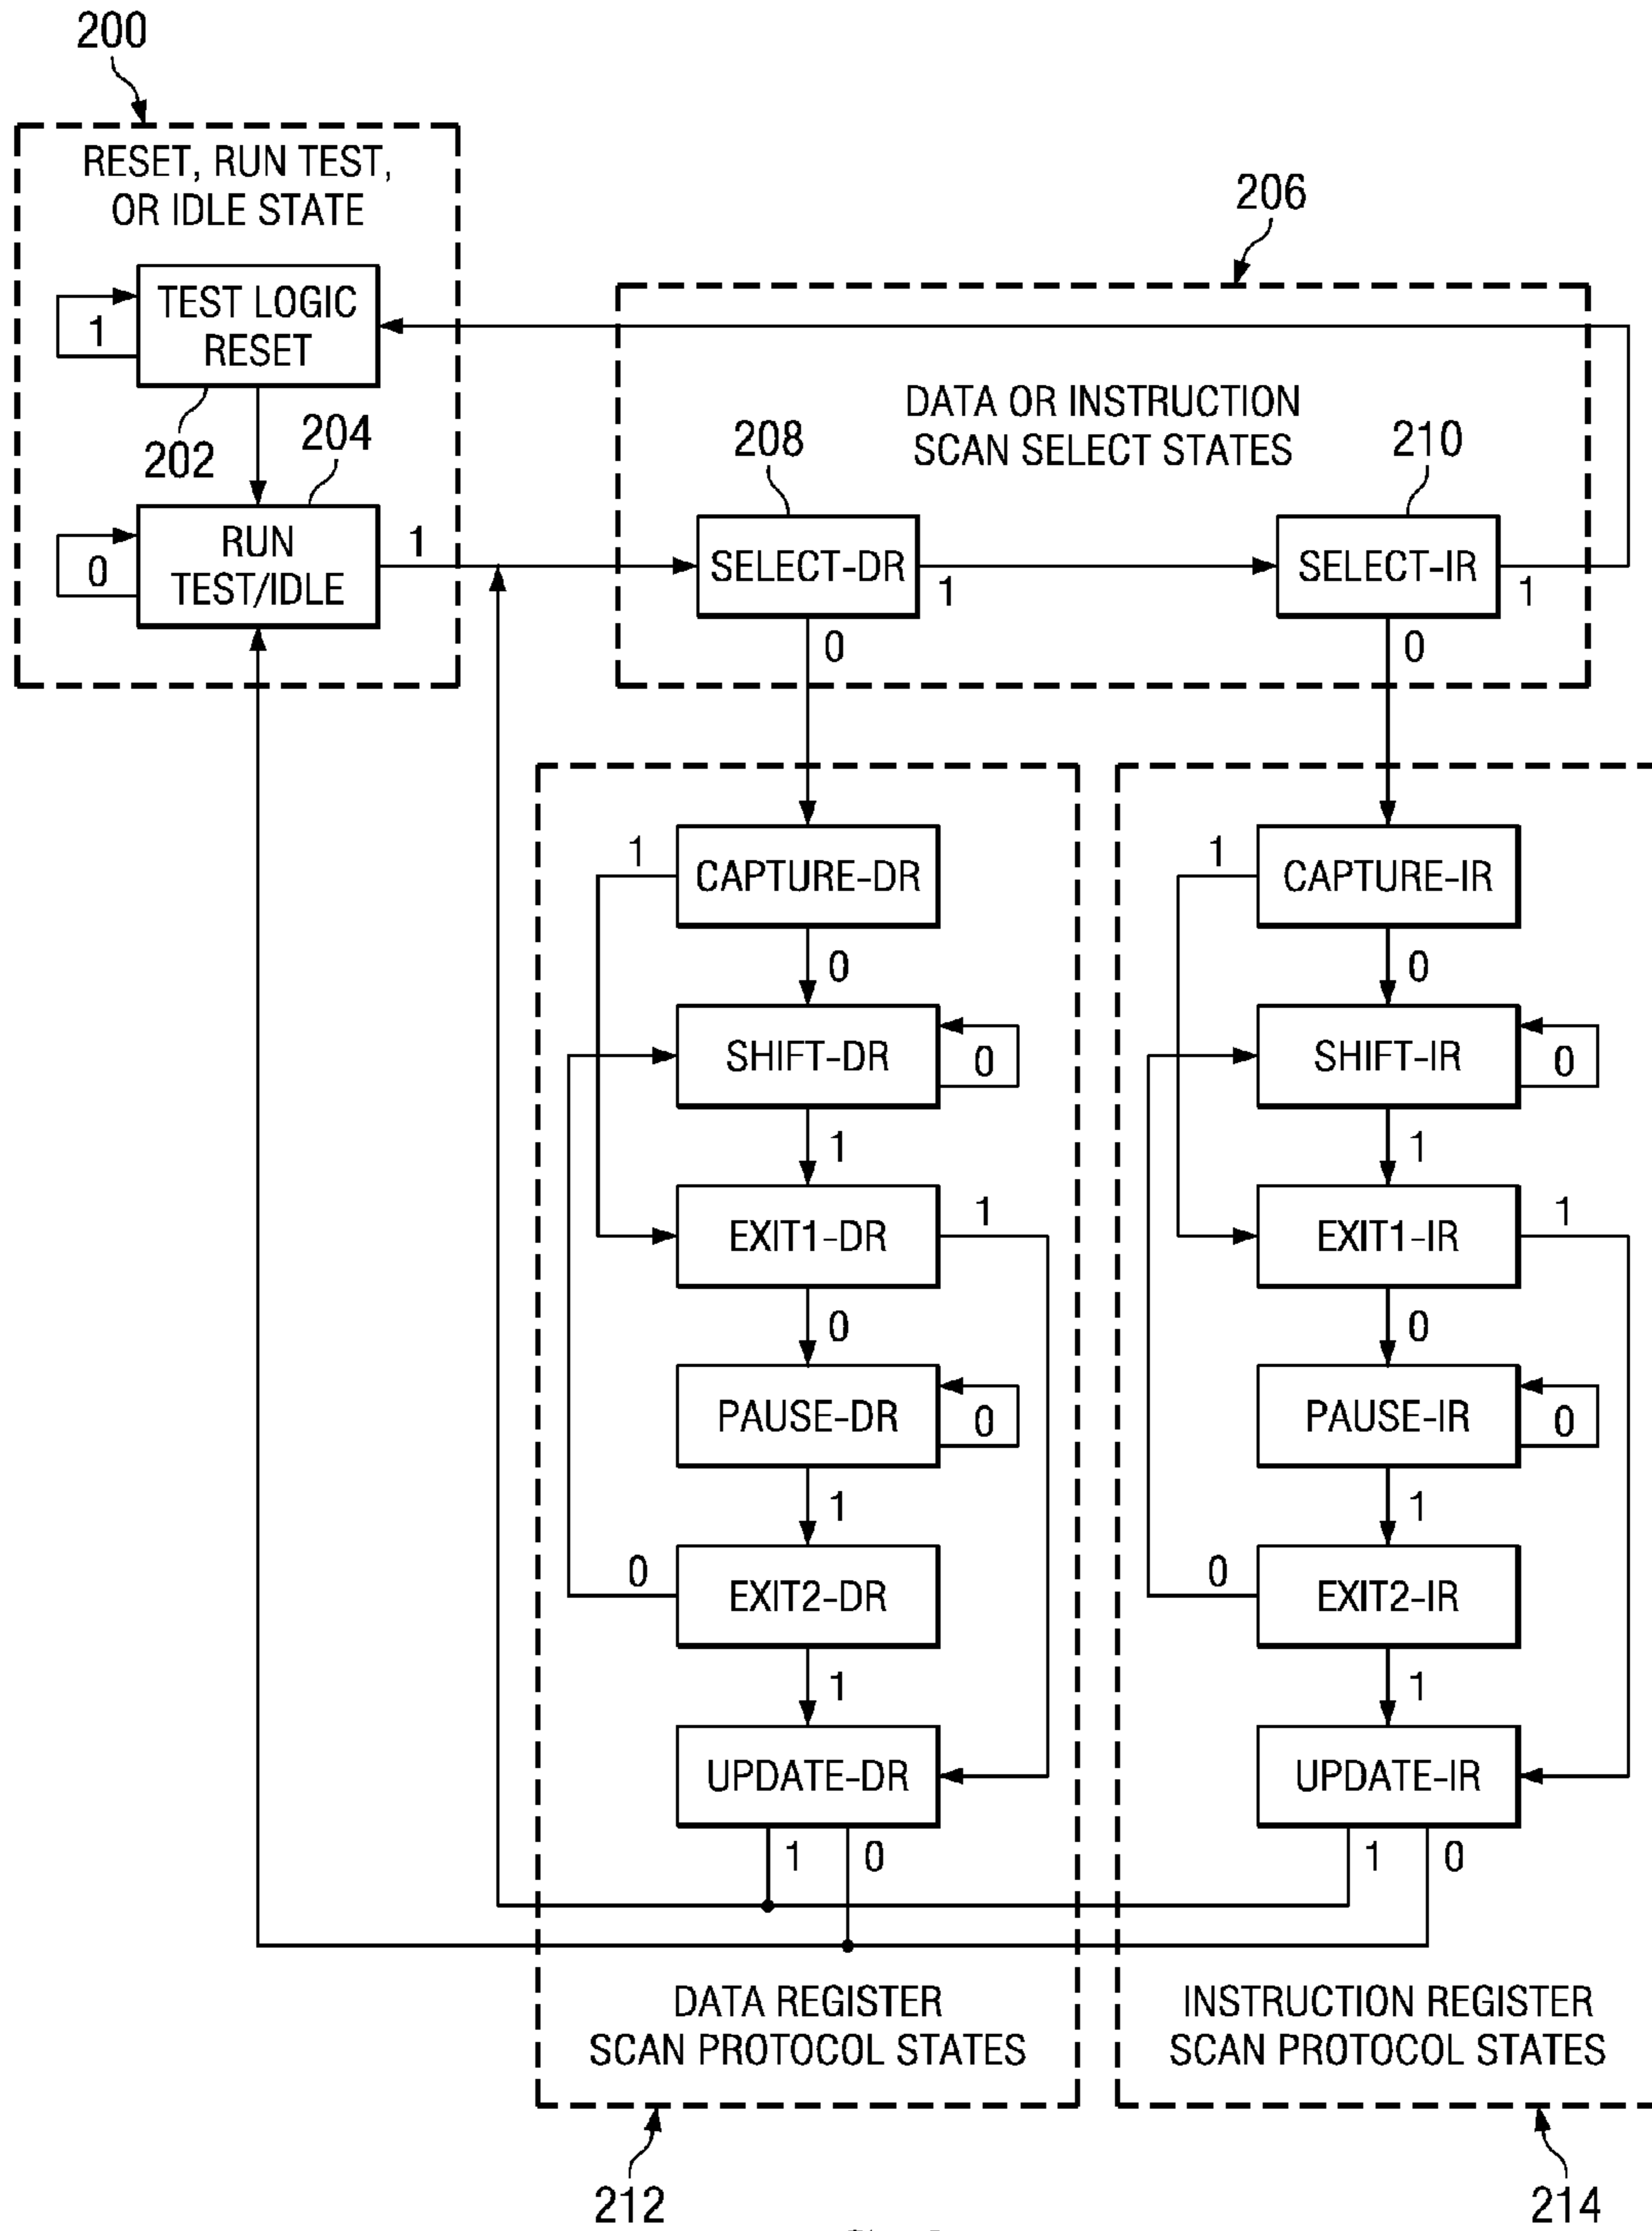 200
RESET, RUN TEST,
OR IDLE STATE
206
TEST LOGIC
RESET
1
202
204
DATA OR INSTRUCTION
SCAN SELECT STATES
208
210
RUN
TEST/IDLE
0
1
SELECT-DR
1
0
SELECT-IR
1
0
1
CAPTURE-DR
0
SHIFT-DR
0
1
EXIT1-DR
1
0
PAUSE-DR
0
1
0
EXIT2-DR
1
UPDATE-DR
1
0
DATA REGISTER
SCAN PROTOCOL STATES
212
1
CAPTURE-IR
0
SHIFT-IR
0
1
EXIT1-IR
1
0
PAUSE-IR
0
1
0
EXIT2-IR
1
UPDATE-IR
1
0
INSTRUCTION REGISTER
SCAN PROTOCOL STATES
214